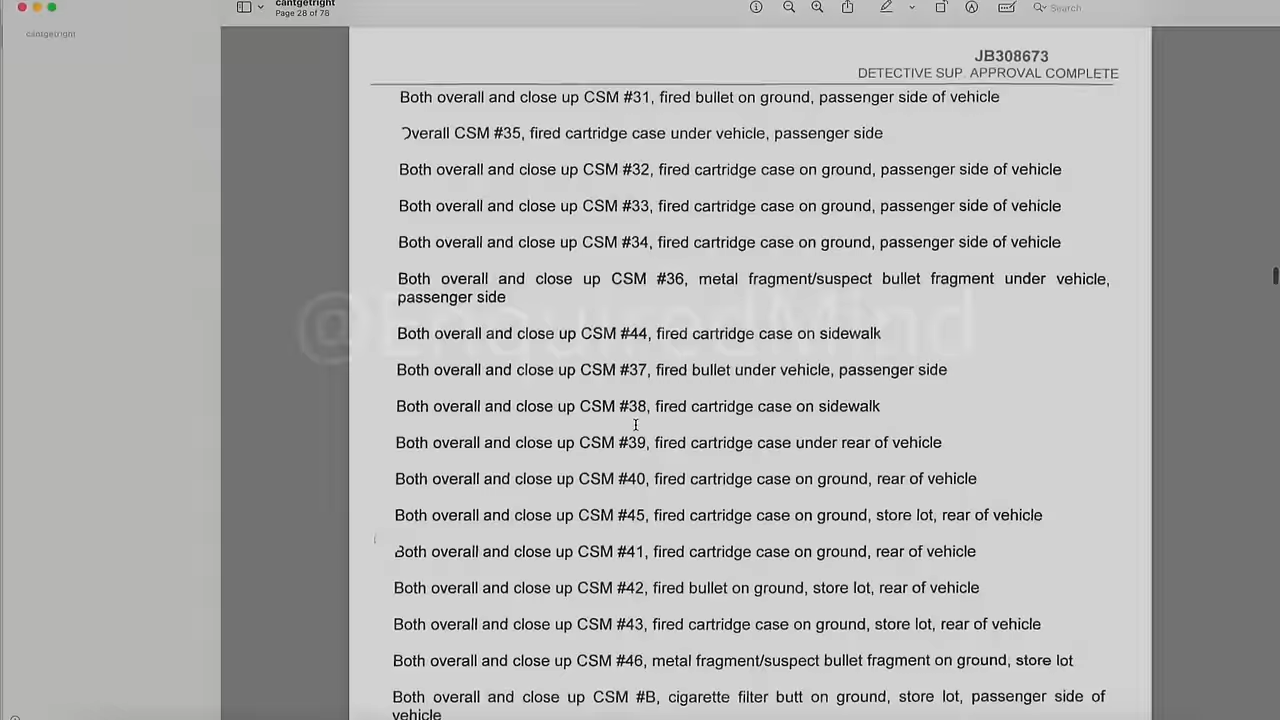 cantgetright
Page 28 of 78
Search
cantgetright
JB308673
DETECTIVE SUP. APPROVAL COMPLETE
Both overall and close up CSM #31, fired bullet on ground, passenger side of vehicle
Overall CSM #35, fired cartridge case under vehicle, passenger side
Both overall and close up CSM #32, fired cartridge case on ground, passenger side of vehicle
Both overall and close up CSM #33, fired cartridge case on ground, passenger side of vehicle
Both overall and close up CSM #34, fired cartridge case on ground, passenger side of vehicle
Both overall and close up CSM #36, metal fragment/suspect bullet fragment under vehicle,
passenger side
@EnquiredMind
Both overall and close up CSM #44, fired cartridge case on sidewalk
Both overall and close up CSM #37, fired bullet under vehicle, passenger side
Both overall and close up CSM #38, fired cartridge case on sidewalk
Both overall and close up CSM #39, fired cartridge case under rear of vehicle
Both overall and close up CSM #40, fired cartridge case on ground, rear of vehicle
Both overall and close up CSM #45, fired cartridge case on ground, store lot, rear of vehicle
Both overall and close up CSM #41, fired cartridge case on ground, rear of vehicle
Both overall and close up CSM #42, fired bullet on ground, store lot, rear of vehicle
Both overall and close up CSM #43, fired cartridge case on ground, store lot, rear of vehicle
Both overall and close up CSM #46, metal fragment/suspect bullet fragment on ground, store lot
Both overall and close up CSM #B, cigarette filter butt on ground, store lot, passenger side of
vehicle